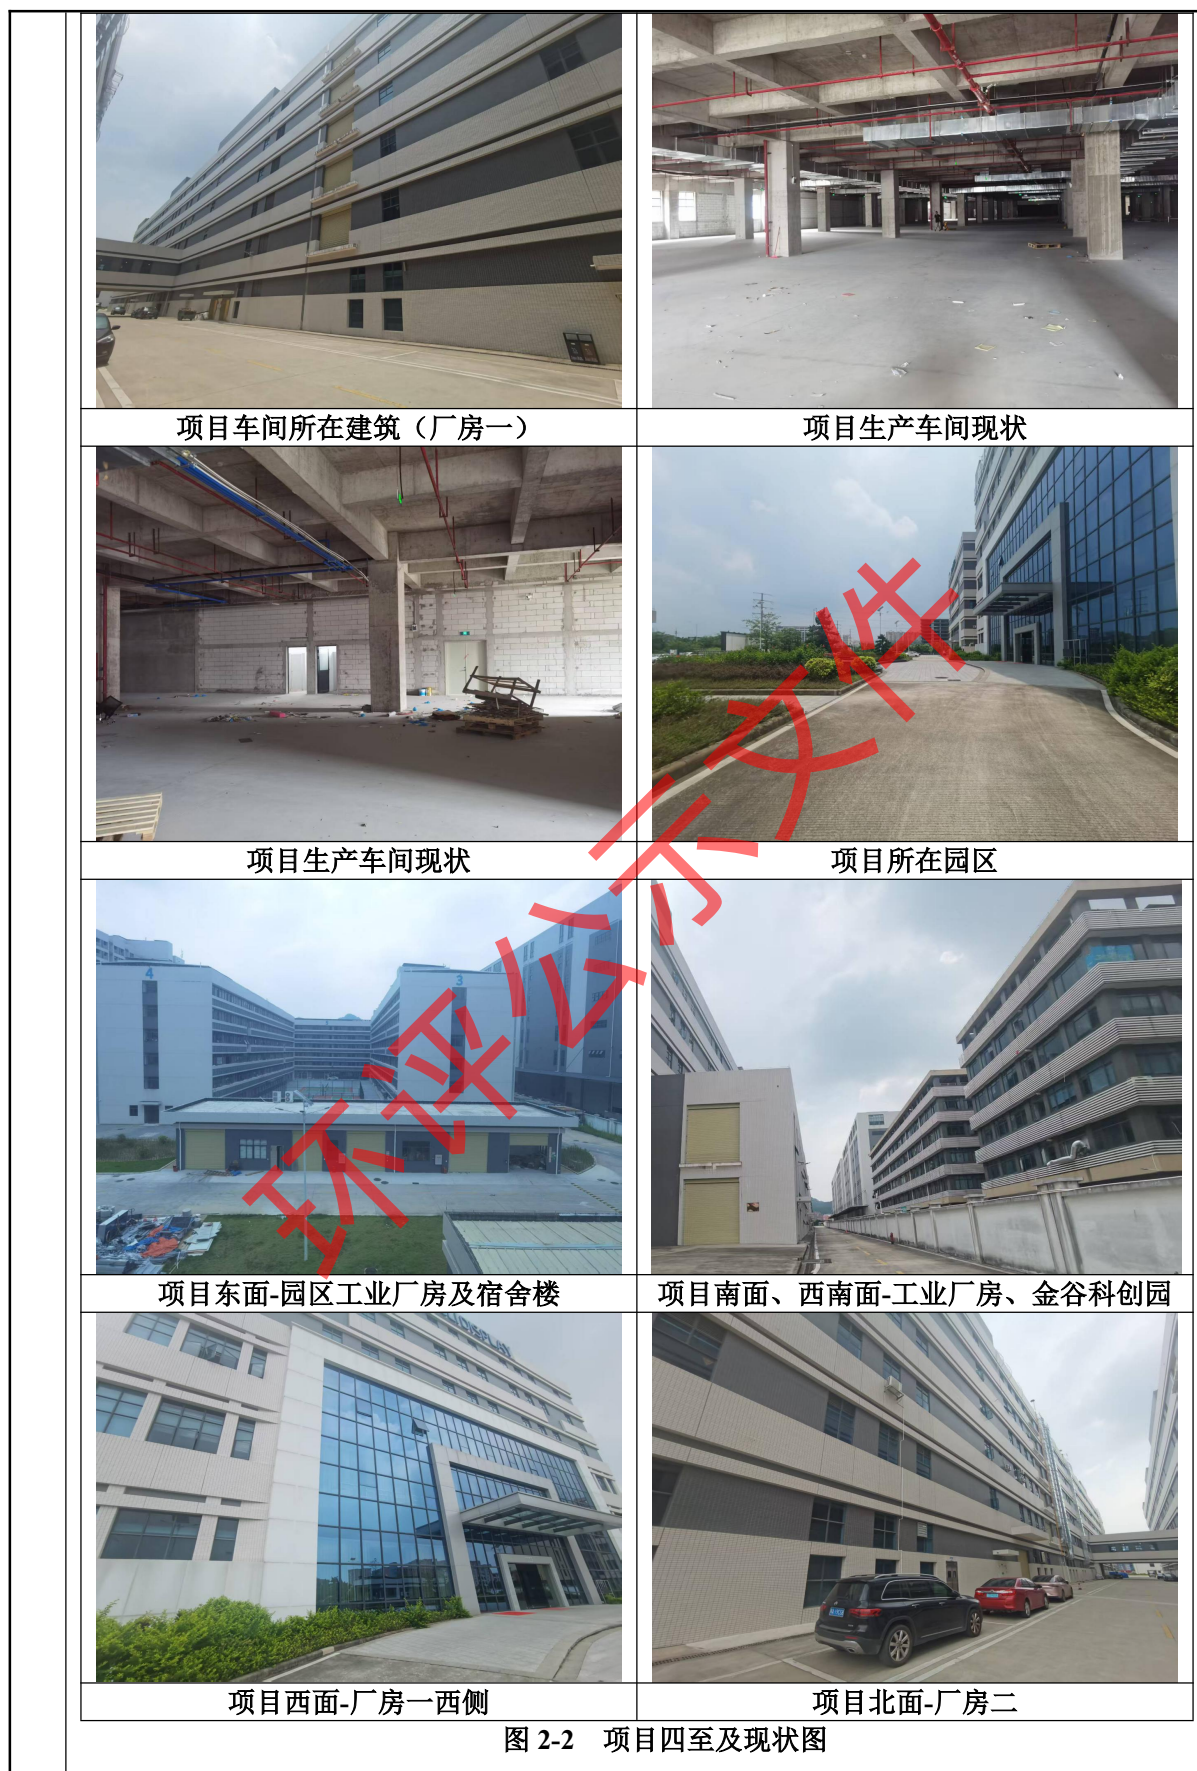 项目车间所在建筑（厂房一）
项目生产车间现状
项目生产车间现状
项目所在园区
4
3
项目东面-园区工业厂房及宿舍楼
项目南面、西南面-工业厂房、金谷科创园
DISPLAY
项目西面-厂房一西侧
项目北面-厂房二
图 2-2 项目四至及现状图
环评公示文件